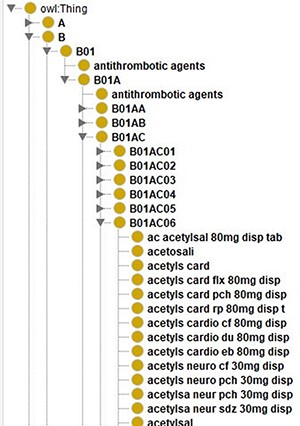 owl:Thing
A
B
B01
antithrombotic agents
B01A
antithrombotic agents
B01AA
B01AB
B01AC
B01AC01
B01AC02
B01AC03
B01AC04
B01AC05
B01AC06
ac acetylsal 80mg disp tab
acetosali
acetyls card
acetyls card flx 80mg disp
acetyls card pch 80mg disp
acetyls card rp 80mg disp t
acetyls cardio cf 80mg disp
acetyls cardio du 80mg disp
acetyls cardio eb 80mg disp
acetyls neuro cf 30mg disp
acetyls neuro pch 30mg disp
acetylsa neur pch 30mg disp
acetylsa neur sdz 30mg disp
acetylsal